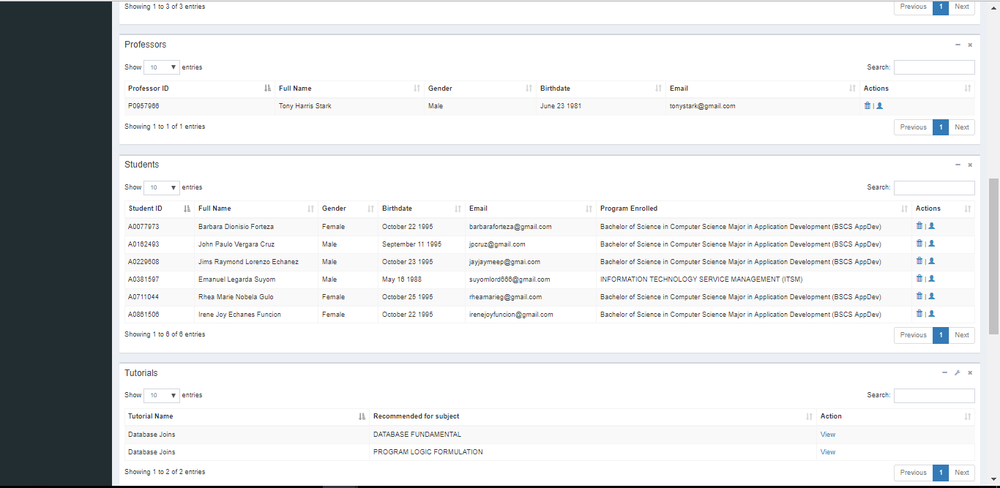 Showing 1 to 3 of 3 entries Previous 1 Next
Professors
Show 10 entries Search:
Professor ID Full Name Gender Birthdate Email Actions
P0957966 Tony Harris Stark Male June 23 1981 tonystark@gmail.com |
Showing 1 to 1 of 1 entries Previous 1 Next
Students
Show 10 entries Search:
Student ID Full Name Gender Birthdate Email Program Enrolled Actions
A0077973 Barbara Dionisio Forteza Female October 22 1995 barbaraforteza@gmail.com Bachelor of Science in Computer Science Major in Application Development (BSCS AppDev) |
A0162493 John Paulo Vergara Cruz Male September 11 1995 jpcruz@gmail.com Bachelor of Science in Computer Science Major in Application Development (BSCS AppDev) |
A0229608 Jims Raymond Lorenzo Echanez Male October 23 1995 jayjaymeep@gmai.com Bachelor of Science in Computer Science Major in Application Development (BSCS AppDev) |
A0381597 Emanuel Legarda Suyom Male May 16 1988 suyomlord666@gmail.com INFORMATION TECHNOLOGY SERVICE MANAGEMENT (ITSM) |
A0711044 Rhea Marie Nobela Gulo Female October 25 1995 rheamarieg@gmail.com Bachelor of Science in Computer Science Major in Application Development (BSCS AppDev) |
A0861506 Irene Joy Echanes Funcion Female October 22 1995 irenejoyfuncion@gmail.com Bachelor of Science in Computer Science Major in Application Development (BSCS AppDev) |
Showing 1 to 6 of 6 entries Previous 1 Next
Tutorials
Show 10 entries Search:
Tutorial Name Recommended for subject Action
Database Joins DATABASE FUNDAMENTAL View
Database Joins PROGRAM LOGIC FORMULATION View
Showing 1 to 2 of 2 entries Previous 1 Next